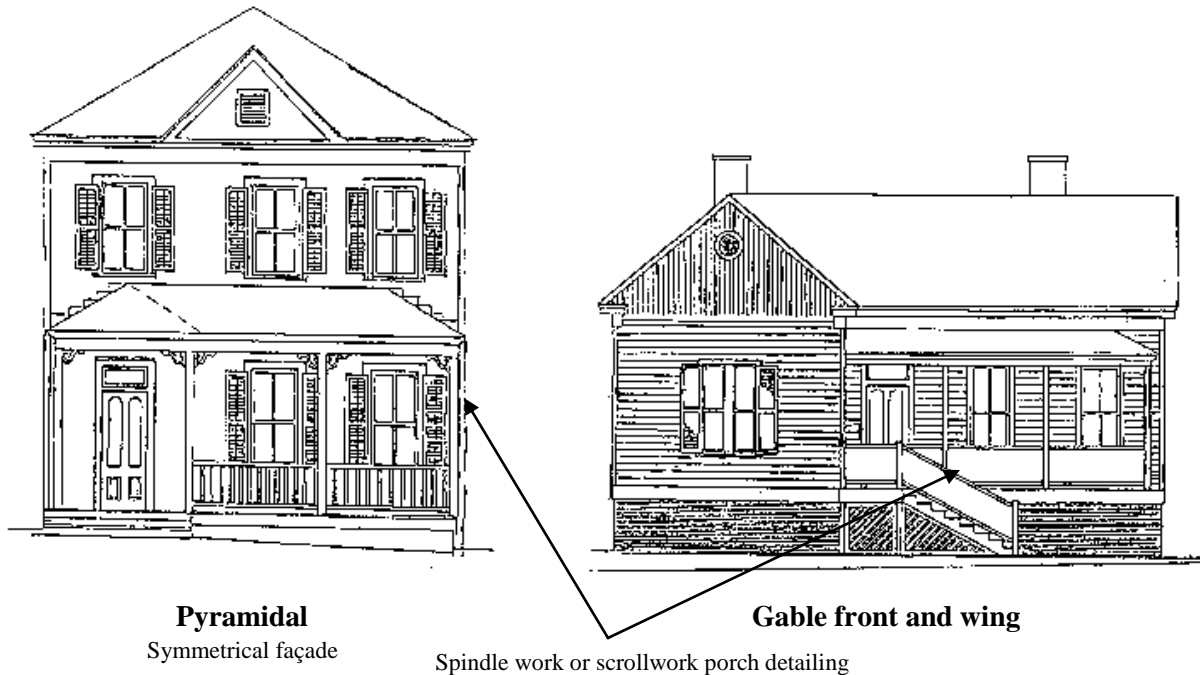 Pyramidal
Symmetrical façade
Gable front and wing
Spindle work or scrollwork porch detailing